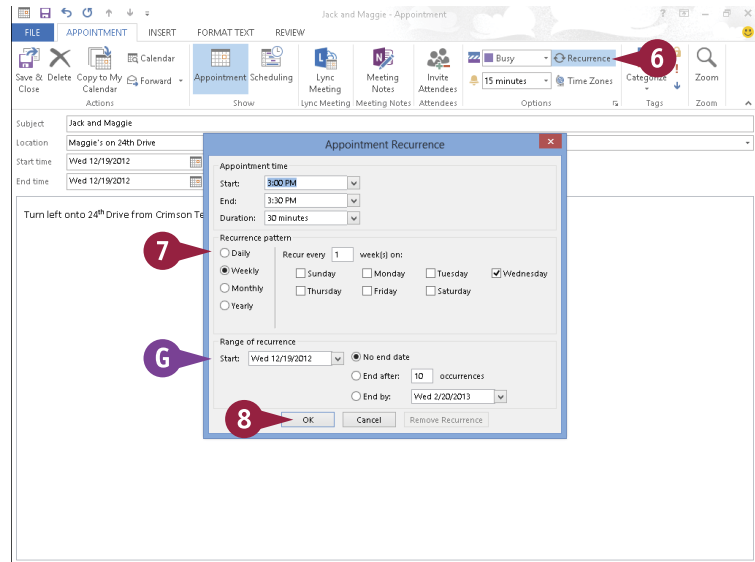 Jack and Maggie - Appointment
FILE APPOINTMENT INSERT FORMAT TEXT REVIEW
Save & Close
Delete
Copy to My Calendar
Calendar
Forward
Actions
Appointment
Scheduling
Show
Lync Meeting
Lync Meeting
Meeting Notes
Meeting Notes
Invite Attendees
Attendees
Busy
15 minutes
Recurrence
Time Zones
Options
Categorize
Tags
Zoom
Zoom
6
Subject Jack and Maggie
Location Maggie's on 24th Drive
Start time Wed 12/19/2012
End time Wed 12/19/2012
Turn left onto 24th Drive from Crimson Te
Appointment Recurrence
Appointment time
Start: 3:00 PM
End: 3:30 PM
Duration: 30 minutes
Recurrence pattern
7
Daily
Weekly
Monthly
Yearly
Recur every 1 week(s) on:
Sunday Monday Tuesday Wednesday
Thursday Friday Saturday
Range of recurrence
G
Start: Wed 12/19/2012
No end date
End after: 10 occurrences
End by: Wed 2/20/2013
8
OK Cancel Remove Recurrence